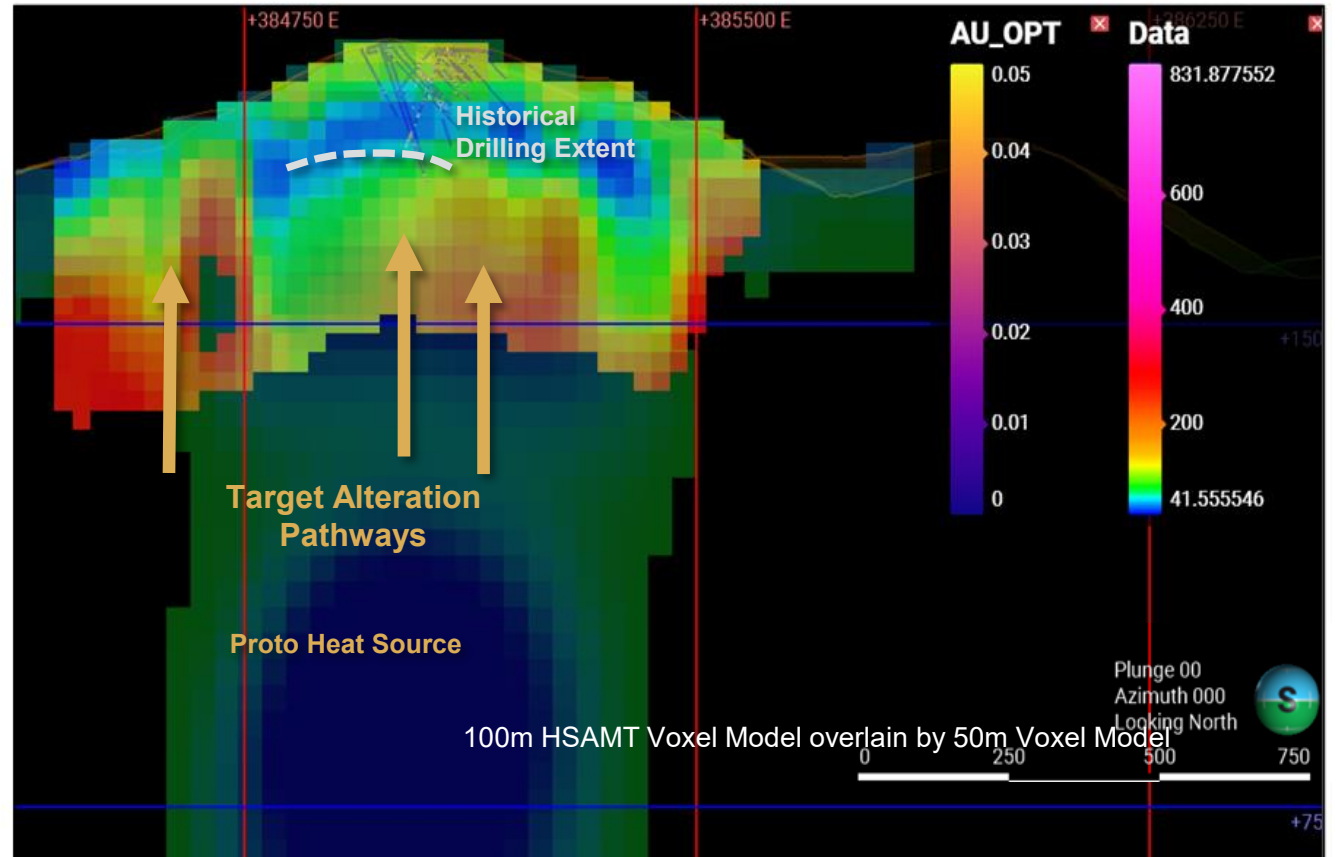 +384750 E
+385500 E
+386250 E
AU_OPT
Data
0.05
0.04
0.03
0.02
0.01
0
831.877552
600
400
200
41.555546
Historical
Drilling Extent
+150
Target Alteration
Pathways
Proto Heat Source
Plunge 00
Azimuth 000
Looking North
S
100m HSAMT Voxel Model overlain by 50m Voxel Model
0
250
500
750
+75